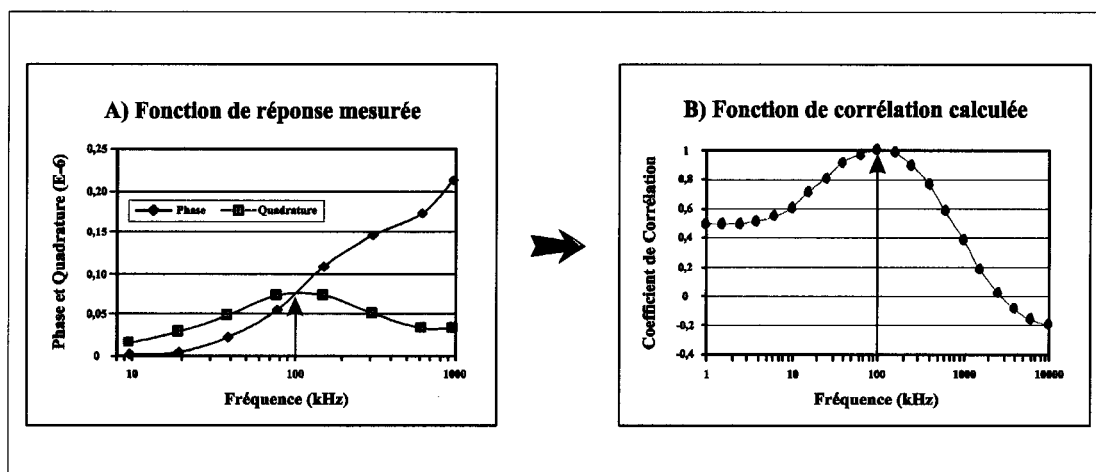 A) Fonction de réponse mesurée
Phase et Quadrature (E-6)
0,25
0,20
0,15
0,10
0,05
0
Phase
Quadrature
10
100
1000
Fréquence (kHz)
B) Fonction de corrélation calculée
Coefficient de Corrélation
1
0,8
0,6
0,4
0,2
0
-0,2
-0,4
1
10
100
1000
10000
Fréquence (kHz)